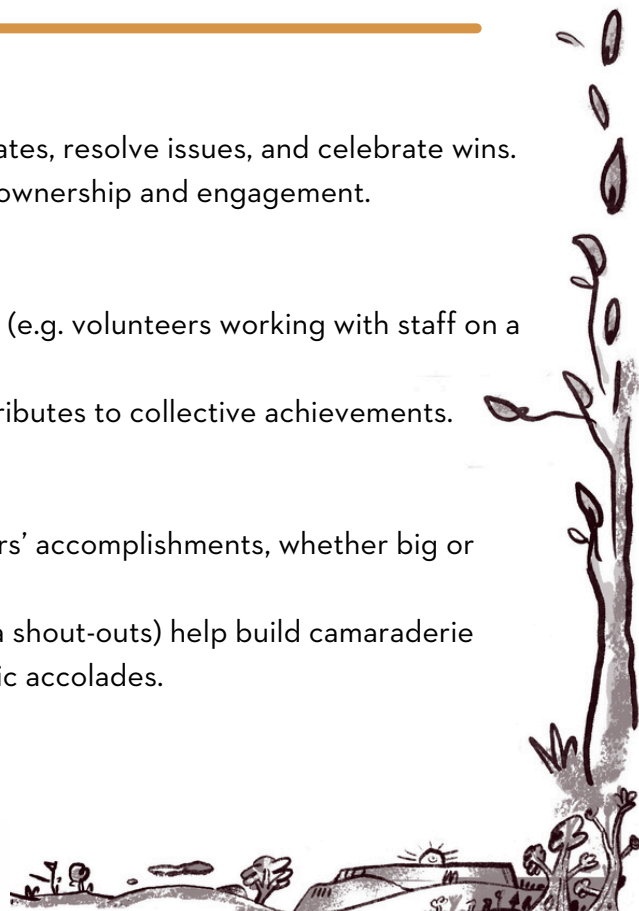 ates, resolve issues, and celebrate wins.
ownership and engagement.
(e.g. volunteers working with staff on a
ributes to collective achievements.
rs’ accomplishments, whether big or
a shout-outs) help build camaraderie
ic accolades.